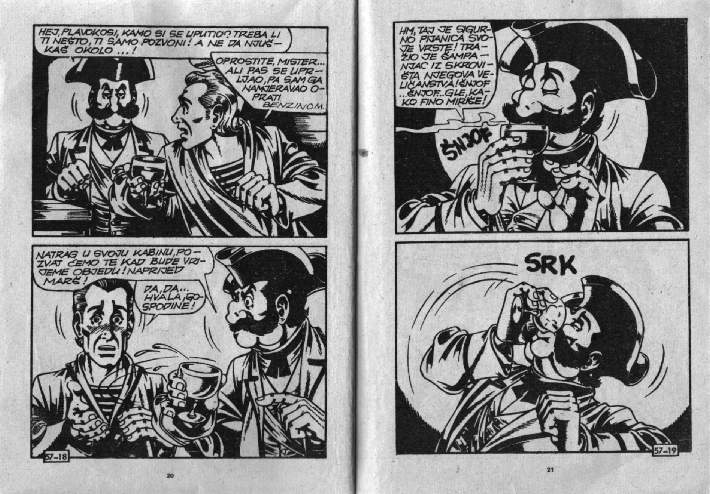 HEJ, PLAVOKOSI, KAMO SI SE UPUTIO? TREBA LI
TI NEŠTO, TI SAMO POZVONI! A NE DA NJUŠ-
KAŠ OKOLO ...!
OPROSTITE, MISTER...
ALI PAS SE UPR-
LJAO, PA SAM GA
NAMJERAVAO O-
PRATI
BENZINOM.
NATRAG U SVOJU KABINU, PO-
ZVAT ĆEMO TE KAD BUDE VRI-
JEME OBJEDU! NAPRIJED
MARŠ!
DA, DA...
HVALA, GO-
SPODINE!
57-18
20
HM, TAJ JE SIGUR-
NO PIJANICA SVO-
JE VRSTE! TRA-
ŽIO JE ŠAMPA-
NJAC IZ SKROVI-
ŠTA NJEGOVA VE-
LIČANSTVA! ŠNJOF
...ŠNJOF...GLE, KA-
KO FINO MIRIŠE!
ŠNJOF
SRK
57-19
21